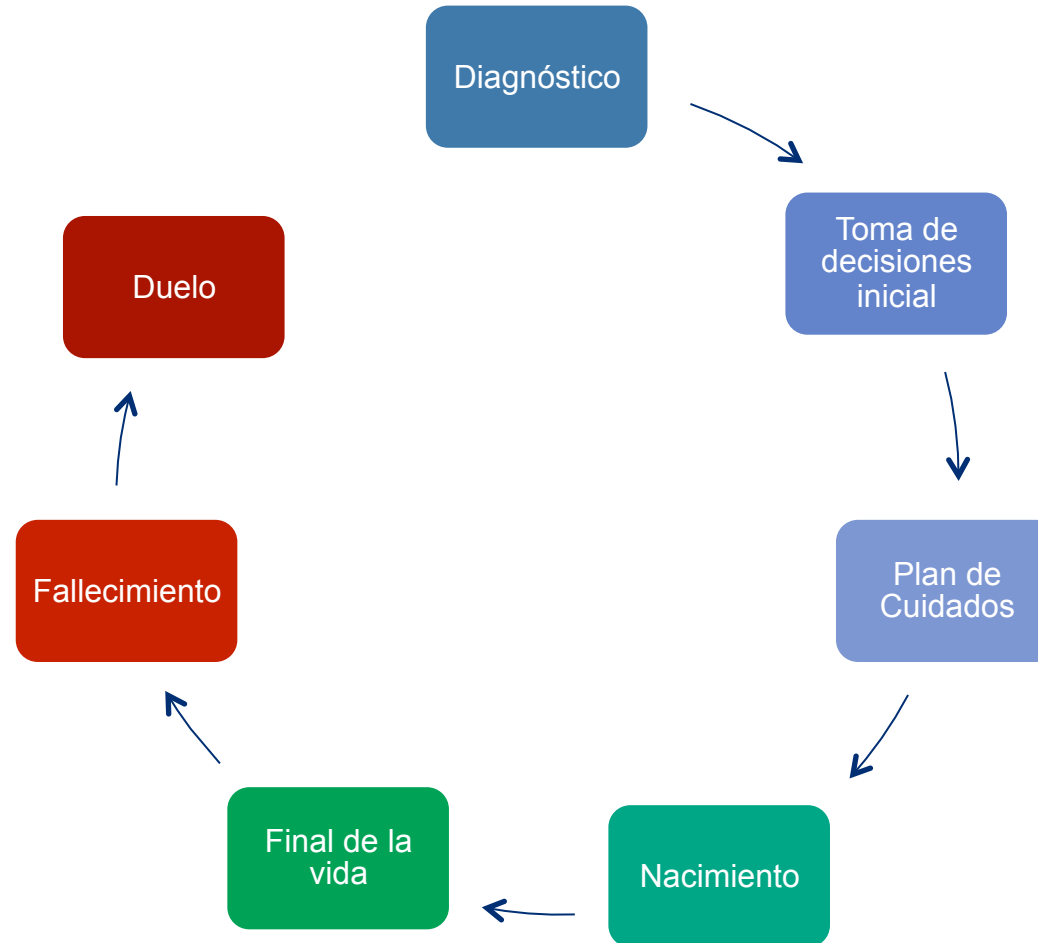 Diagnóstico
Toma de
decisiones
inicial
Plan de
Cuidados
Nacimiento
Final de la
vida
Fallecimiento
Duelo